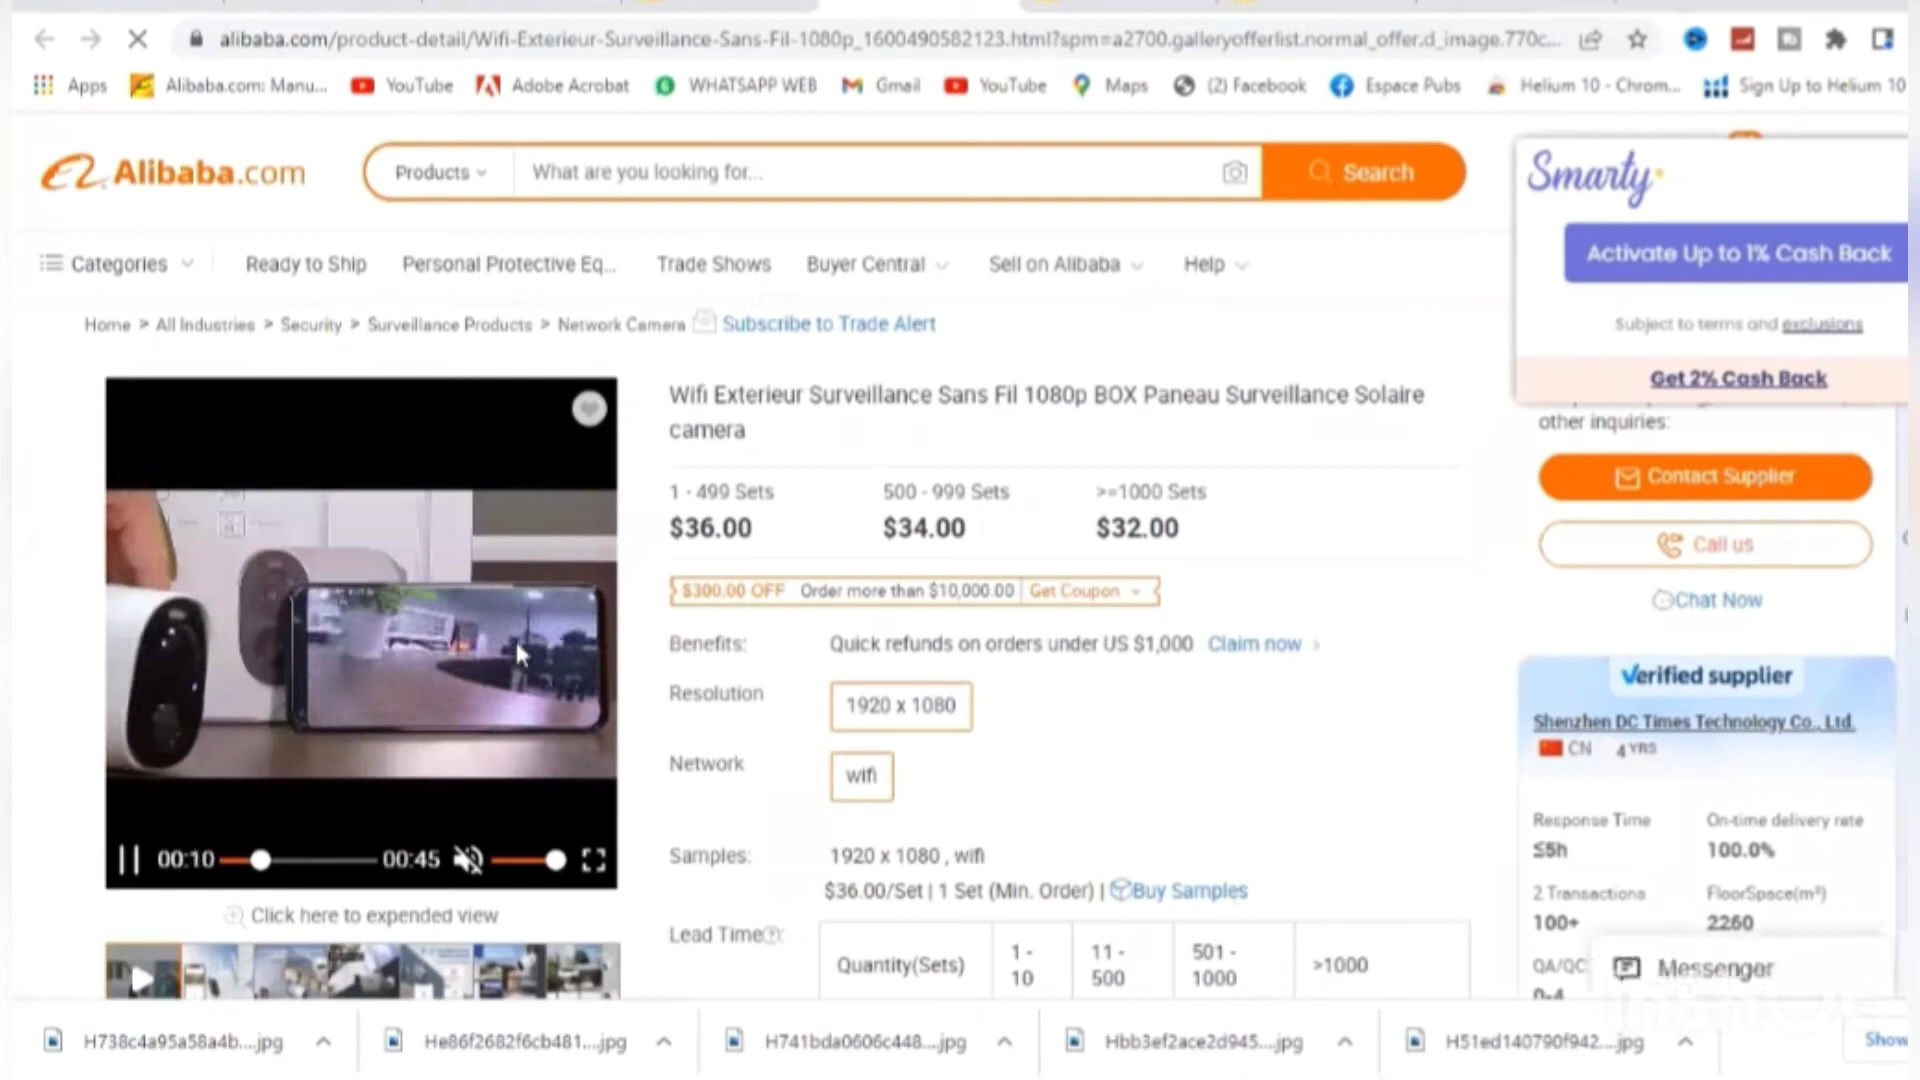 alibaba.com/product-detail/Wifi-Exterieur-Surveillance-Sans-Fil-1080p_1600490582123.html?spm=a2700.galleryofferlist.normal_offer.d_image.770c...
Apps Alibaba.com: Manu... YouTube Adobe Acrobat WHATSAPP WEB Gmail YouTube Maps (2) Facebook Espace Pubs Helium 10 - Chrom... Sign Up to Helium 10
Alibaba.com
Products What are you looking for... Search
Smarty
Activate Up to 1% Cash Back
Subject to terms and exclusions
Get 2% Cash Back
Categories Ready to Ship Personal Protective Eq... Trade Shows Buyer Central Sell on Alibaba Help
Home > All Industries > Security > Surveillance Products > Network Camera Subscribe to Trade Alert
Wifi Exterieur Surveillance Sans Fil 1080p BOX Paneau Surveillance Solaire
camera
other inquiries:
1 - 499 Sets 500 - 999 Sets >=1000 Sets
$36.00 $34.00 $32.00
Contact Supplier
Call us
Chat Now
$300.00 OFF Order more than $10,000.00 Get Coupon
Benefits: Quick refunds on orders under US $1,000 Claim now >
Resolution 1920 x 1080
Network wifi
Samples: 1920 x 1080 , wifi
$36.00/Set | 1 Set (Min. Order) | Buy Samples
Lead Time:
Quantity(Sets) 1 - 10 11 - 500 501 - 1000 >1000
00:10 00:45
Click here to expended view
Verified supplier
Shenzhen DC Times Technology Co., Ltd.
CN 4 YRS
Response Time On-time delivery rate
≤5h 100.0%
2 Transactions FloorSpace(m²)
100+ 2260
QA/QC
Messenger
H738c4a95a58a4b....jpg He86f2682f6cb481....jpg H741bda0606c448....jpg Hbb3ef2ace2d945....jpg H51ed140790f942....jpg Show